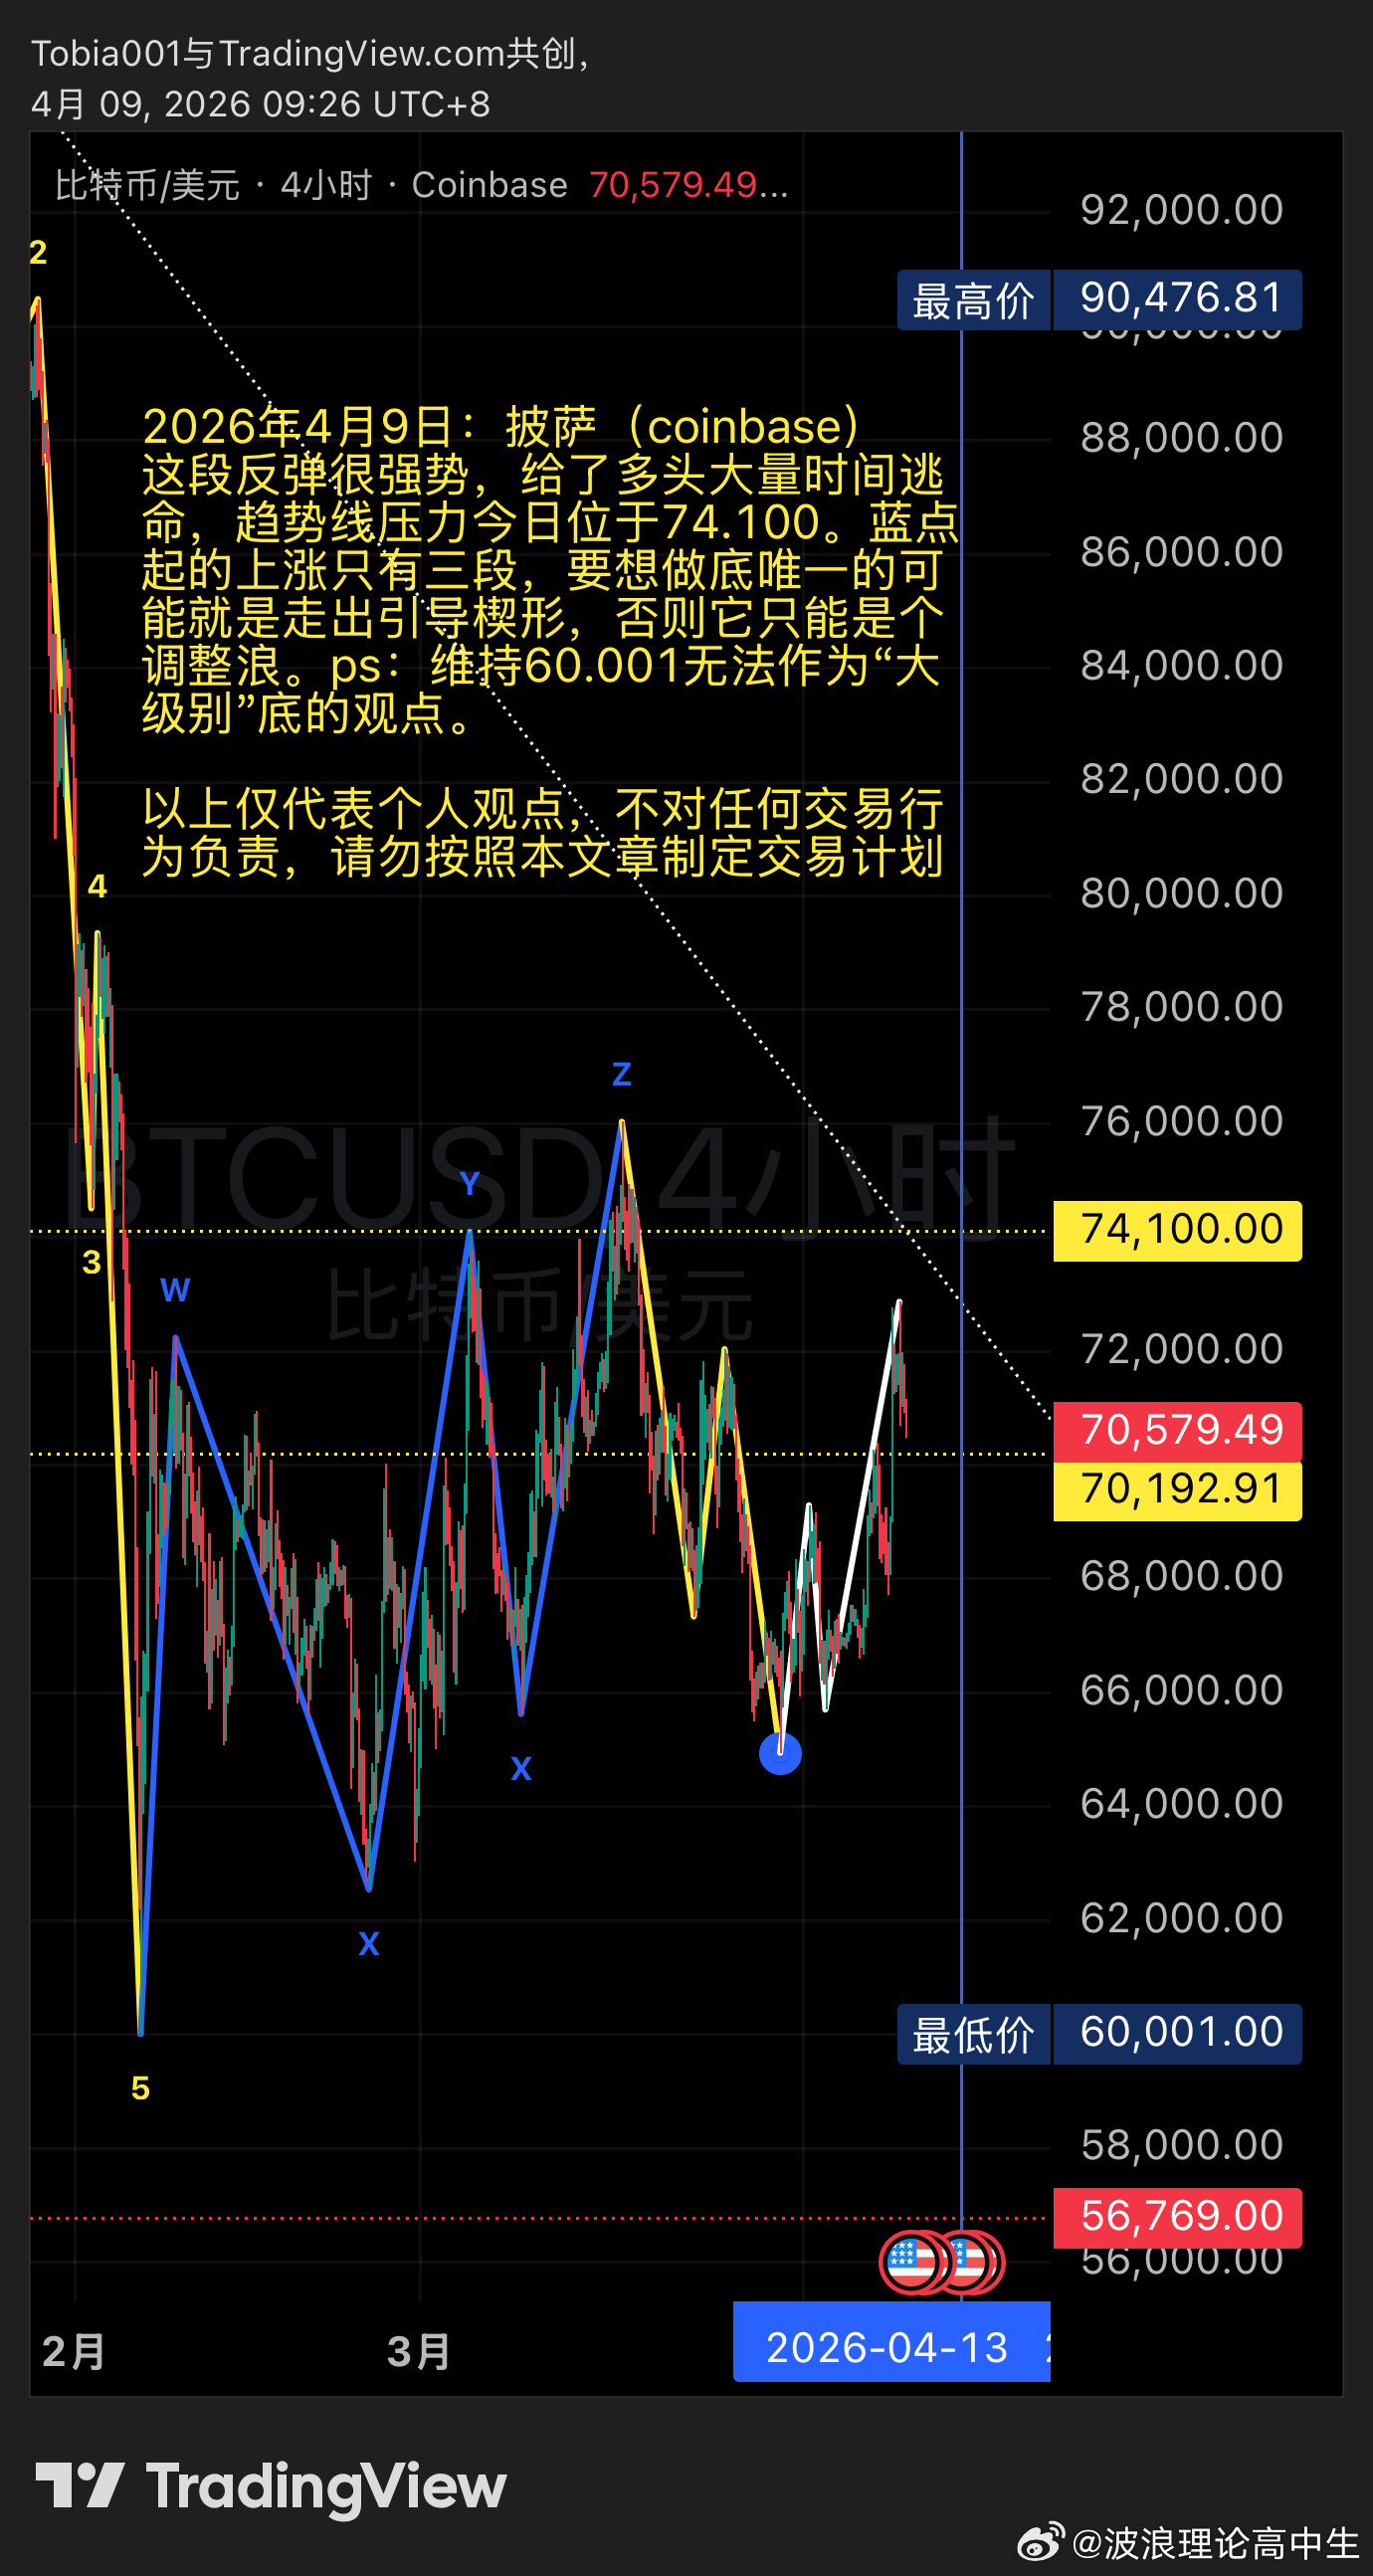 Tobia001与TradingView.com共创，
4月 09, 2026 09:26 UTC+8
比特币/美元 · 4小时 · Coinbase 70,579.49...
92,000.00
2
最高价 90,476.81
90,000.00
2026年4月9日：披萨（coinbase）
这段反弹很强势，给了多头大量时间逃
命，趋势线压力今日位于74.100。蓝点
起的上涨只有三段，要想做底唯一的可
能就是走出引导楔形，否则它只能是个
调整浪。ps：维持60.001无法作为“大
级别”底的观点。
以上仅代表个人观点，不对任何交易行
为负责，请勿按照本文章制定交易计划
88,000.00
86,000.00
84,000.00
82,000.00
80,000.00
4
78,000.00
Z
76,000.00
BTCUSD 4小时
比特币/美元
Y
74,100.00
3
W
72,000.00
70,579.49
70,192.91
68,000.00
66,000.00
X
64,000.00
X
62,000.00
最低价 60,001.00
5
58,000.00
56,769.00
56,000.00
2月
3月
2026-04-13
TradingView
@波浪理论高中生